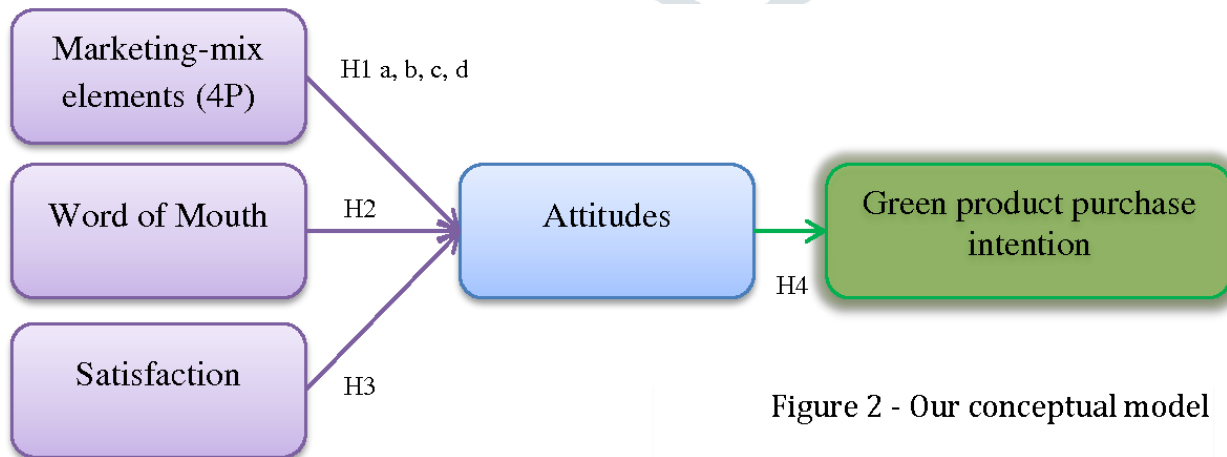 Marketing-mix
elements (4P)
H1 a, b, c, d
Word of Mouth
H2
Attitudes
Green product purchase
intention
H4
Satisfaction
H3
Figure 2 - Our conceptual model